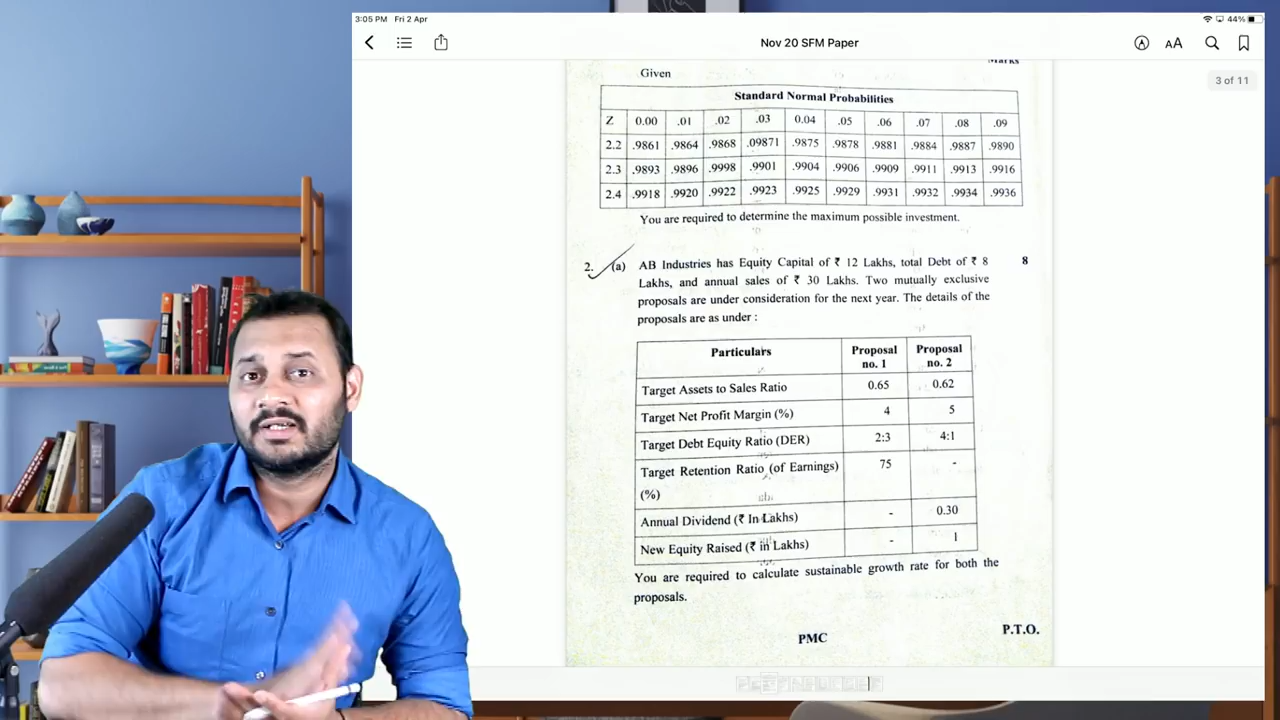 3:05 PM Fri 2 Apr
44%
Nov 20 SFM Paper
AA
3 of 11
Marks
Given
Standard Normal Probabilities
Z 0.00 .01 .02 .03 0.04 .05 .06 .07 .08 .09
2.2 .9861 .9864 .9868 .09871 .9875 .9878 .9881 .9884 .9887 .9890
2.3 .9893 .9896 .9998 .9901 .9904 .9906 .9909 .9911 .9913 .9916
2.4 .9918 .9920 .9922 .9923 .9925 .9929 .9931 .9932 .9934 .9936
You are required to determine the maximum possible investment.
2. (a) AB Industries has Equity Capital of ₹ 12 Lakhs, total Debt of ₹ 8 8
Lakhs, and annual sales of ₹ 30 Lakhs. Two mutually exclusive
proposals are under consideration for the next year. The details of the
proposals are as under :
Particulars Proposal no. 1 Proposal no. 2
Target Assets to Sales Ratio 0.65 0.62
Target Net Profit Margin (%) 4 5
Target Debt Equity Ratio (DER) 2:3 4:1
Target Retention Ratio (of Earnings) 75 -
(%)
Annual Dividend (₹ In Lakhs) - 0.30
New Equity Raised (₹ in Lakhs) - 1
You are required to calculate sustainable growth rate for both the
proposals.
PMC P.T.O.